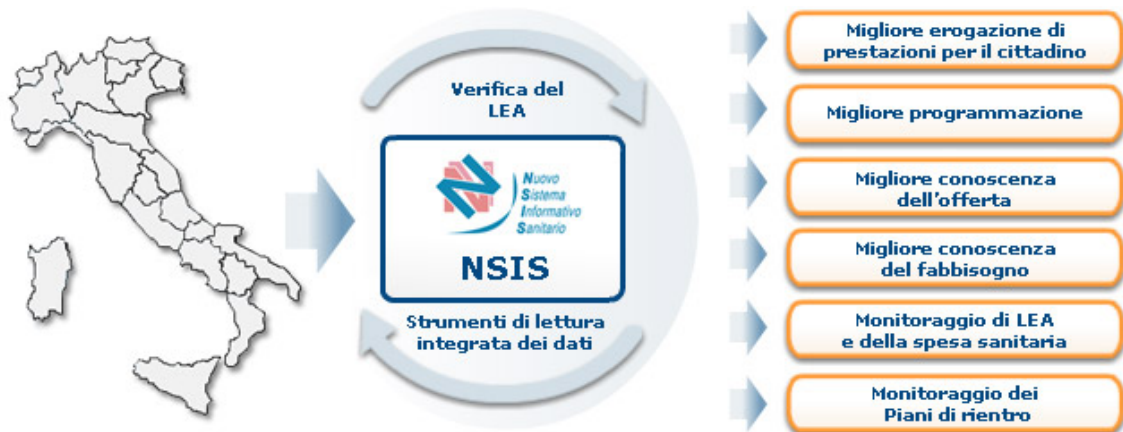 Verifica del
LEA
Nuovo
Sistema
Informativo
Sanitario
NSIS
Strumenti di lettura
integrata dei dati
Migliore erogazione di
prestazioni per il cittadino
Migliore programmazione
Migliore conoscenza
dell'offerta
Migliore conoscenza
del fabbisogno
Monitoraggio di LEA
e della spesa sanitaria
Monitoraggio dei
Piani di rientro